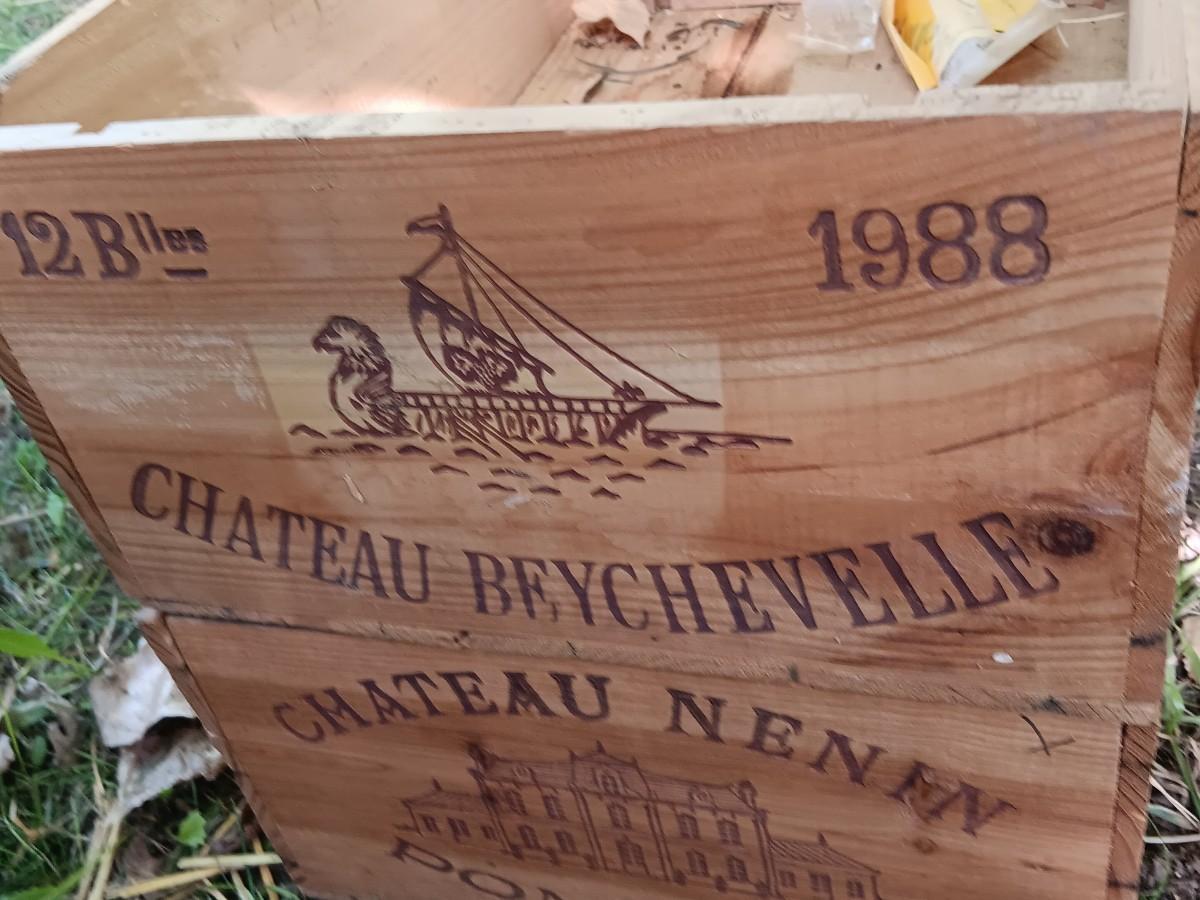 12 Blles 1988
CHATEAU BEYCHEVELLE
CHATEAU NENIN